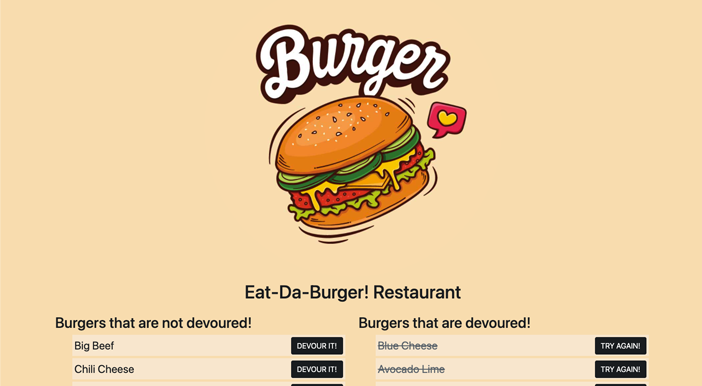 Burger
Eat-Da-Burger! Restaurant
Burgers that are not devoured!
Big Beef DEVOUR IT!
Chili Cheese DEVOUR IT!
Burgers that are devoured!
Blue Cheese TRY AGAIN!
Avocado Lime TRY AGAIN!